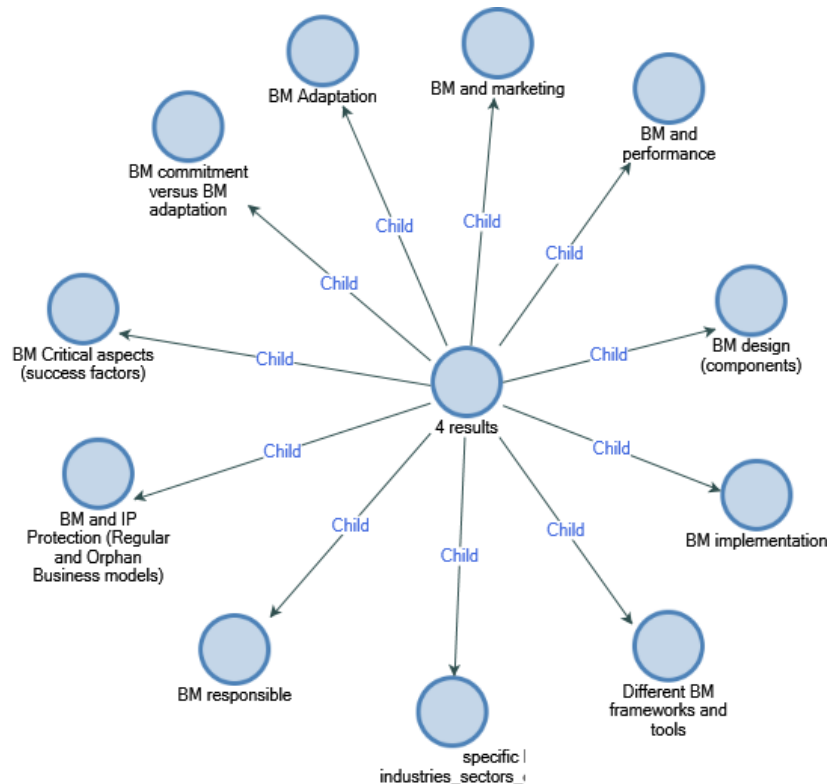 BM Adaptation
BM and marketing
BM and
performance
BM commitment
versus BM
adaptation
Child
Child
Child
Child
BM Critical aspects
(success factors)
Child
Child
BM design
(components)
4 results
Child
Child
BM and IP
Protection (Regular
and Orphan
Business models)
BM implementation
Child
Child
Child
BM responsible
Different BM
frameworks and
tools
specific
industries_sectors_